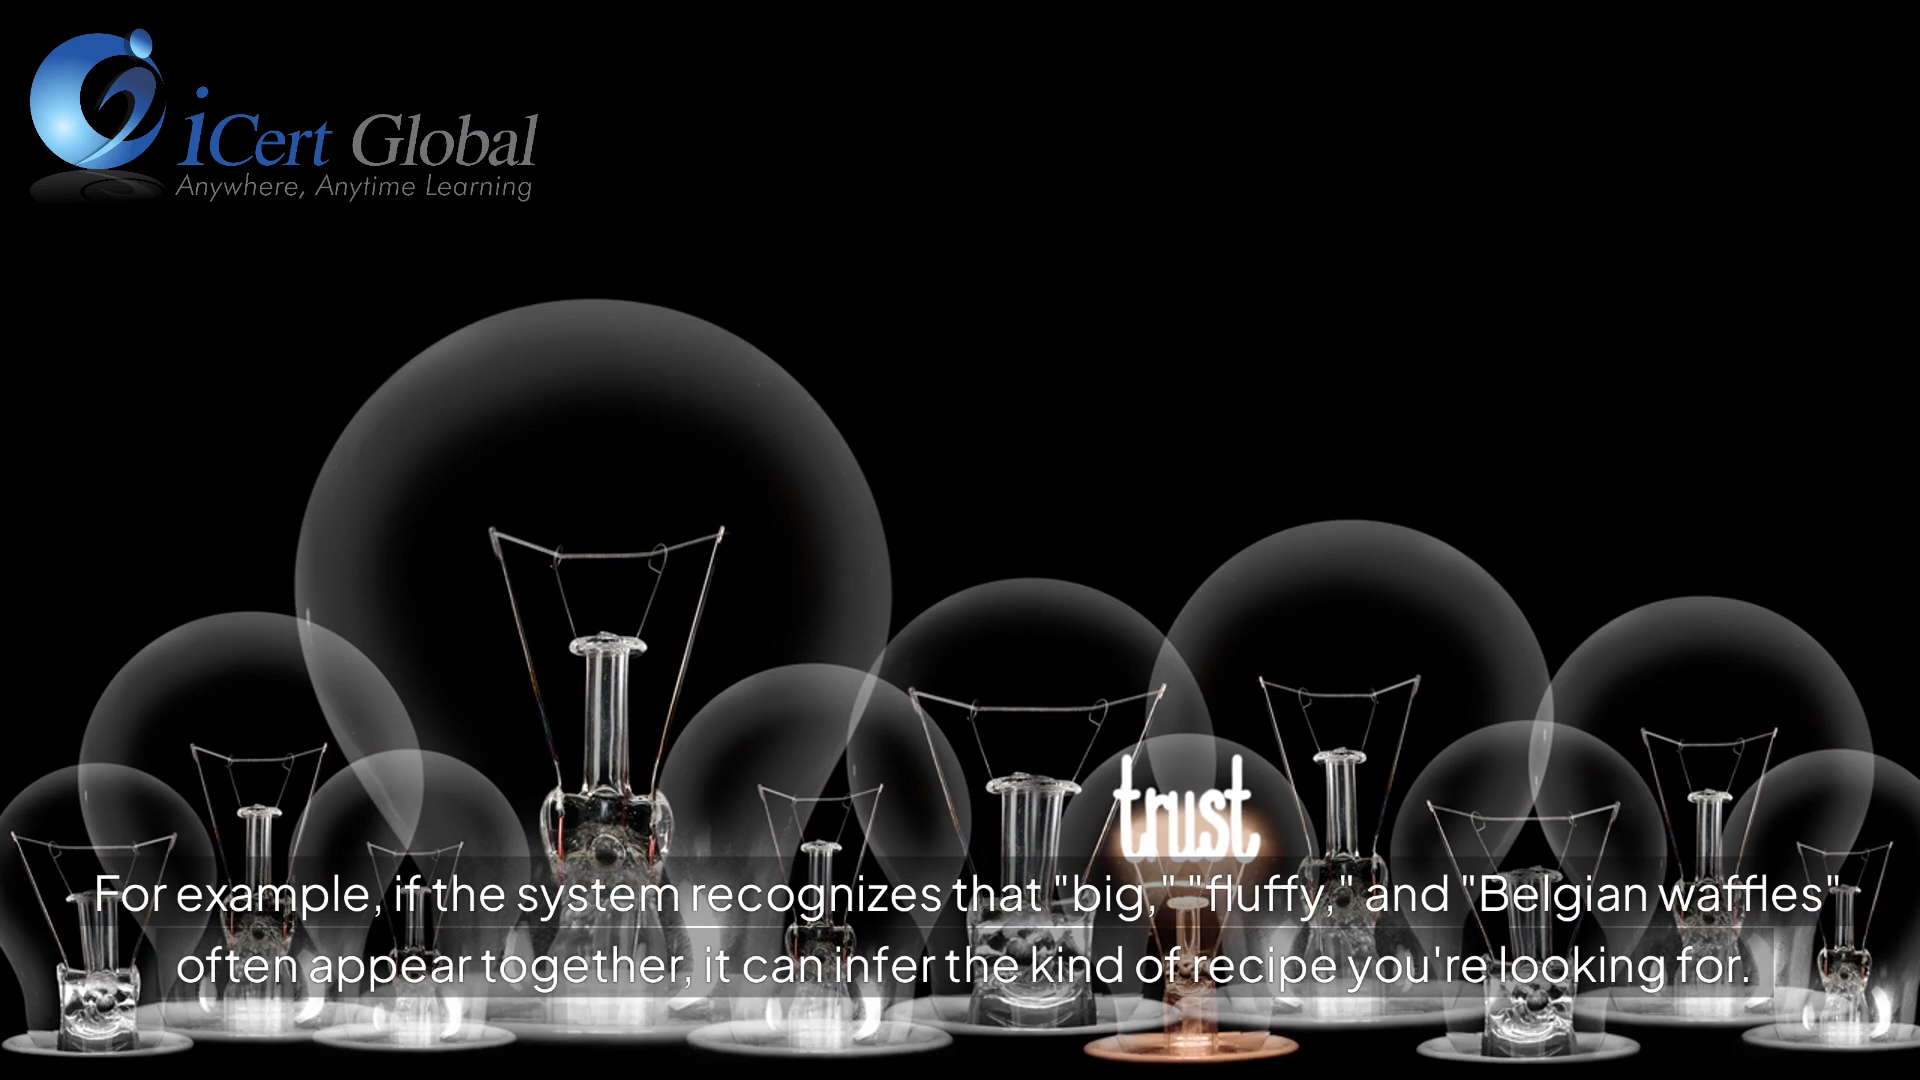 iCert Global
Anywhere, Anytime Learning
trust
For example, if the system recognizes that "big," "fluffy," and "Belgian waffles"
often appear together, it can infer the kind of recipe you're looking for.